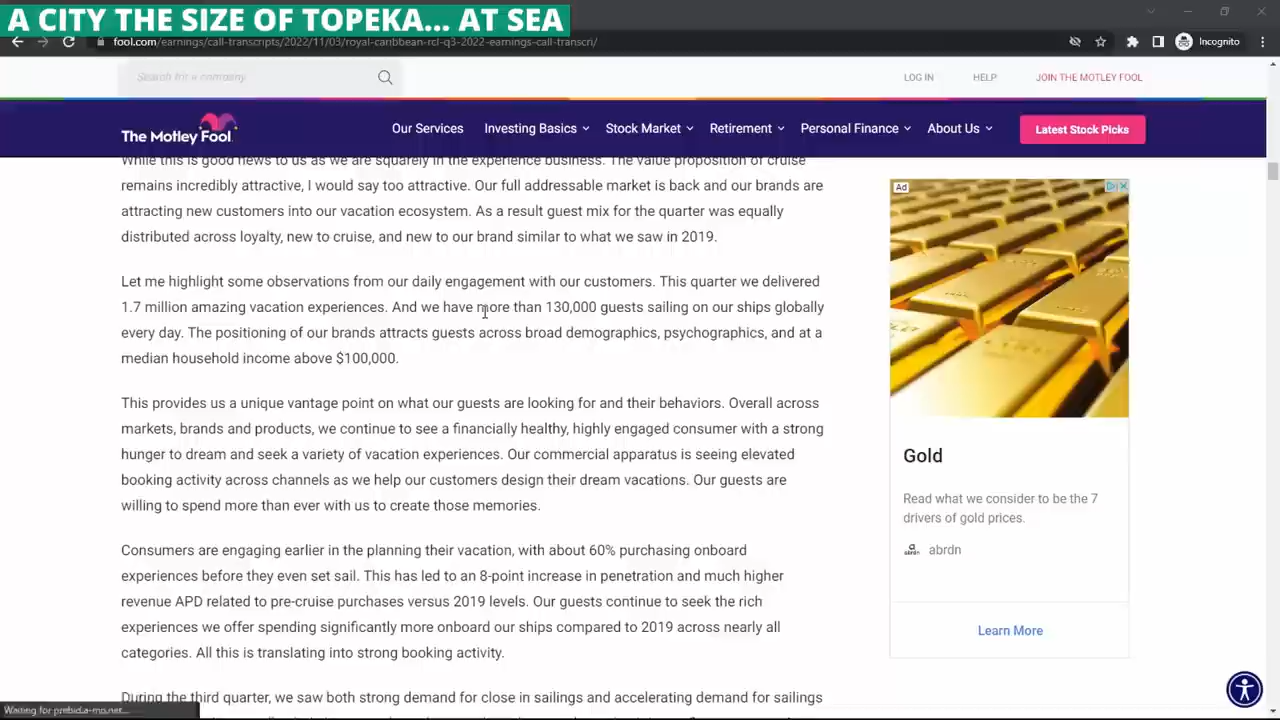 A CITY THE SIZE OF TOPEKA... AT SEA
fool.com/earnings/call-transcripts/2022/11/03/royal-caribbean-rcl-q3-2022-earnings-call-transcri/
Incognito
Search for a company
LOG IN
HELP
JOIN THE MOTLEY FOOL
The Motley Fool
Our Services
Investing Basics
Stock Market
Retirement
Personal Finance
About Us
Latest Stock Picks
While this is good news to us as we are squarely in the experience business. The value proposition of cruise
remains incredibly attractive, I would say too attractive. Our full addressable market is back and our brands are
attracting new customers into our vacation ecosystem. As a result guest mix for the quarter was equally
distributed across loyalty, new to cruise, and new to our brand similar to what we saw in 2019.
Let me highlight some observations from our daily engagement with our customers. This quarter we delivered
1.7 million amazing vacation experiences. And we have more than 130,000 guests sailing on our ships globally
every day. The positioning of our brands attracts guests across broad demographics, psychographics, and at a
median household income above $100,000.
This provides us a unique vantage point on what our guests are looking for and their behaviors. Overall across
markets, brands and products, we continue to see a financially healthy, highly engaged consumer with a strong
hunger to dream and seek a variety of vacation experiences. Our commercial apparatus is seeing elevated
booking activity across channels as we help our customers design their dream vacations. Our guests are
willing to spend more than ever with us to create those memories.
Consumers are engaging earlier in the planning their vacation, with about 60% purchasing onboard
experiences before they even set sail. This has led to an 8-point increase in penetration and much higher
revenue APD related to pre-cruise purchases versus 2019 levels. Our guests continue to seek the rich
experiences we offer spending significantly more onboard our ships compared to 2019 across nearly all
categories. All this is translating into strong booking activity.
During the third quarter, we saw both strong demand for close in sailings and accelerating demand for sailings
Ad
Gold
Read what we consider to be the 7
drivers of gold prices.
abrdn
abrdn
Learn More
Waiting for prebid.a-mo.net...